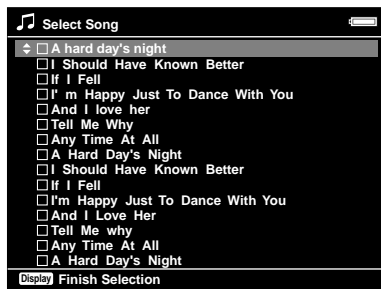 Select Song
A hard day's night
I Should Have Known Better
If I Fell
I' m Happy Just To Dance With You
And I love her
Tell Me Why
Any Time At All
A Hard Day's Night
I Should Have Known Better
If I Fell
I'm Happy Just To Dance With You
And I Love Her
Tell Me why
Any Time At All
A Hard Day's Night
Display Finish Selection